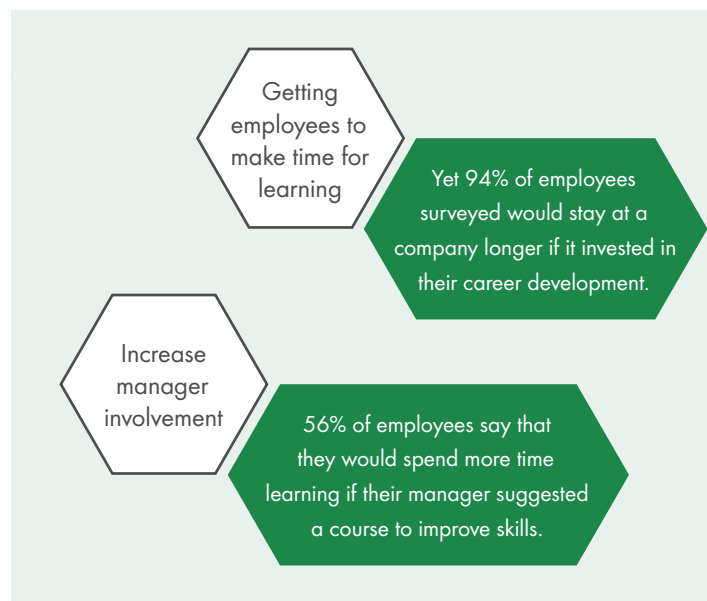 Getting
employees to
make time for
learning
Yet 94% of employees
surveyed would stay at a
company longer if it invested in
their career development.
Increase
manager
involvement
56% of employees say that
they would spend more time
learning if their manager suggested
a course to improve skills.